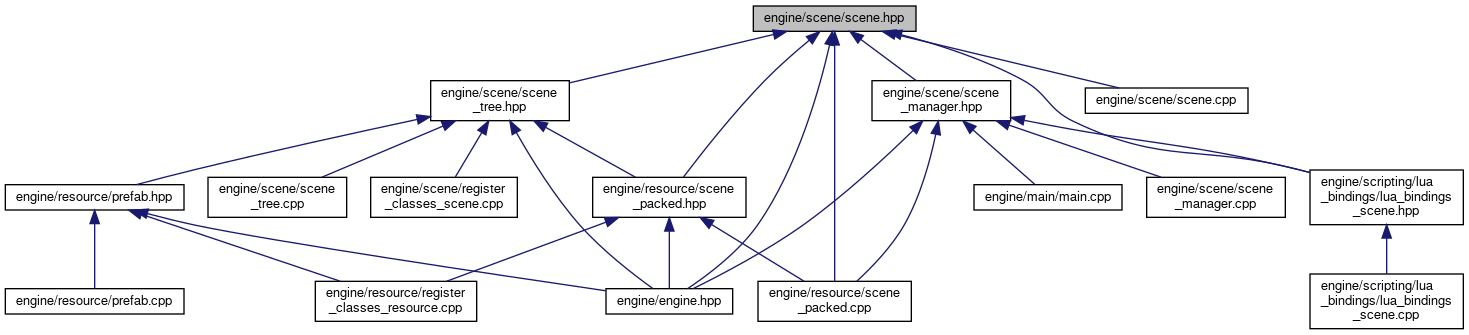 engine/scene/scene.hpp
engine/scene/scene
_tree.hpp
engine/scene/scene
_manager.hpp
engine/scene/scene.cpp
engine/resource/prefab.hpp
engine/scene/scene
_tree.cpp
engine/scene/register
_classes_scene.cpp
engine/resource/scene
_packed.hpp
engine/main/main.cpp
engine/scene/scene
_manager.cpp
engine/scripting/lua
_bindings/lua_bindings
_scene.hpp
engine/resource/prefab.cpp
engine/resource/register
_classes_resource.cpp
engine/engine.hpp
engine/resource/scene
_packed.cpp
engine/scripting/lua
_bindings/lua_bindings
_scene.cpp